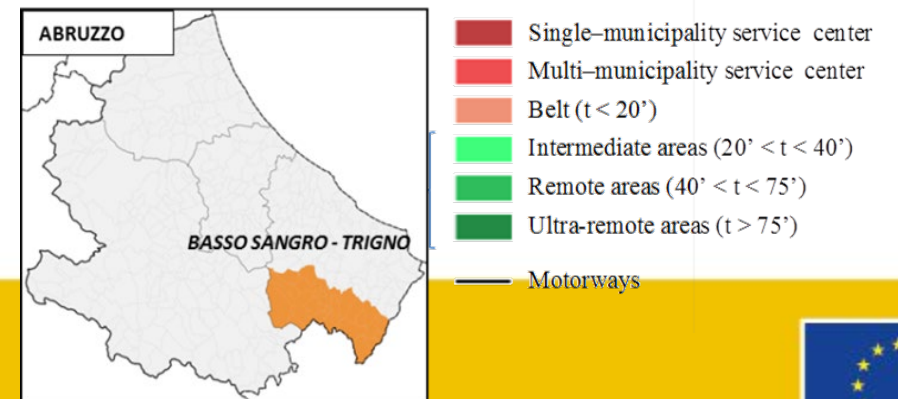 ABRUZZO
BASSO SANGRO - TRIGNO
Single–municipality service center
Multi–municipality service center
Belt (t < 20’)
Intermediate areas (20’ < t < 40’)
Remote areas (40’ < t < 75’)
Ultra-remote areas (t > 75’)
Motorways